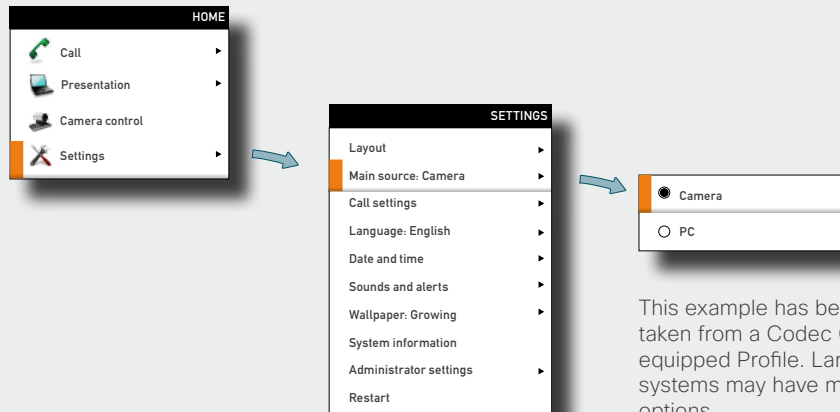 HOME
Call
Presentation
Camera control
Settings
SETTINGS
Layout
Main source: Camera
Call settings
Language: English
Date and time
Sounds and alerts
Wallpaper: Growing
System information
Administrator settings
Restart
Camera
PC
This example has be
taken from a Codec
equipped Profile. Lar
systems may have m
options